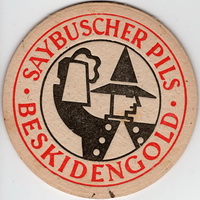 · SAYBUSCHER PILS ·
BESKIDENGOLD